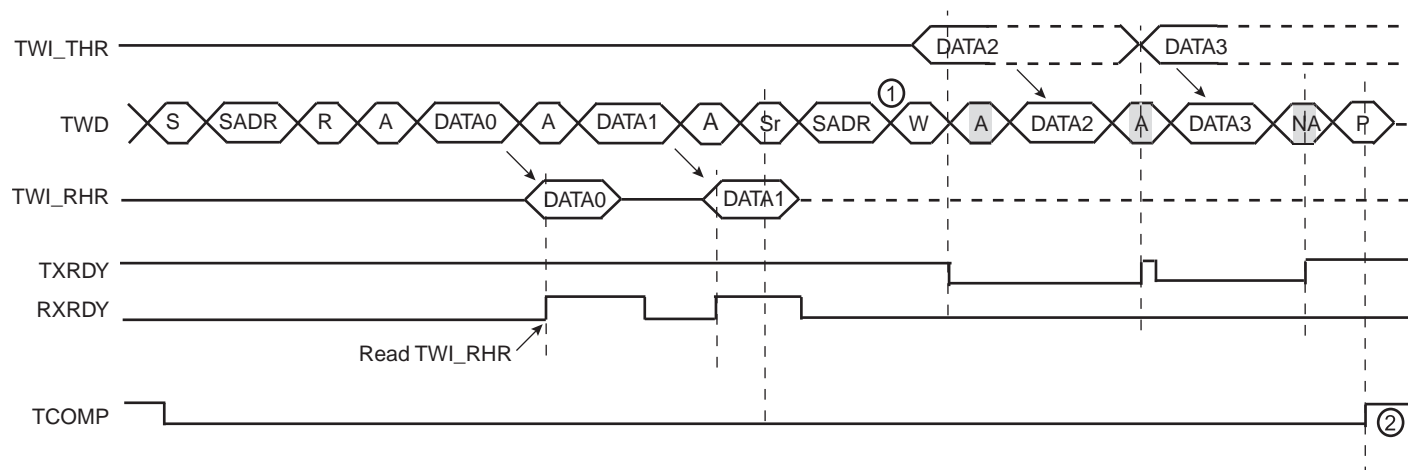 TWI_THR DATA2 DATA3
①
TWD S SADR R A DATA0 A DATA1 A Sr SADR W A DATA2 A DATA3 NA P
TWI_RHR DATA0 DATA1
TXRDY
RXRDY
Read TWI_RHR
TCOMP ②